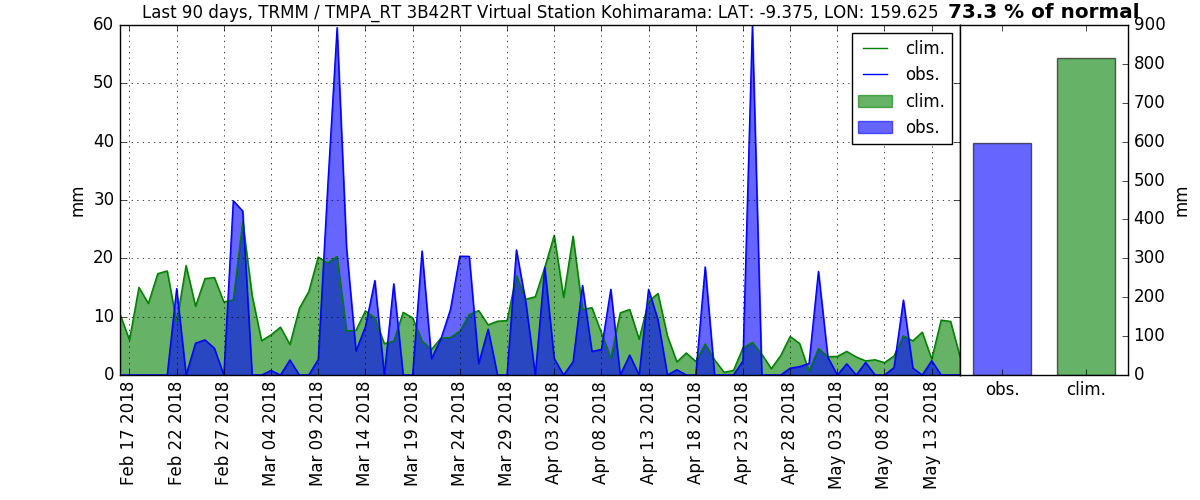 Last 90 days, TRMM / TMPA_RT 3B42RT Virtual Station Kohimarama: LAT: -9.375, LON: 159.625
73.3 % of normal
60
50
40
30
20
10
0
mm
clim.
obs.
clim.
obs.
Feb 17 2018
Feb 22 2018
Feb 27 2018
Mar 04 2018
Mar 09 2018
Mar 14 2018
Mar 19 2018
Mar 24 2018
Mar 29 2018
Apr 03 2018
Apr 08 2018
Apr 13 2018
Apr 18 2018
Apr 23 2018
Apr 28 2018
May 03 2018
May 08 2018
May 13 2018
900
800
700
600
500
400
300
200
100
0
mm
obs.
clim.